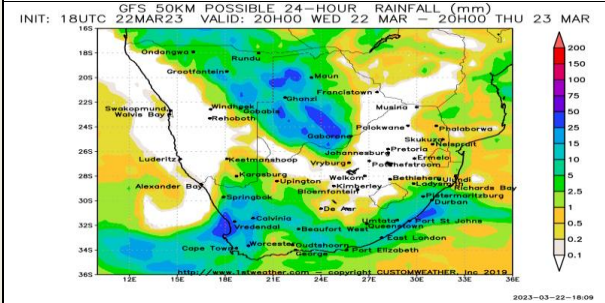 GFS 50KM POSSIBLE 24-HOUR RAINFALL (mm)
INIT: 18UTC 22MAR23 VALID: 20H00 WED 22 MAR - 20H00 THU 23 MAR
16S
18S
20S
22S
24S
26S
28S
30S
32S
34S
36S
Ondangwa
Rundu
Grootfontein
Maun
Francistown
Ghanzi
Musina
Swakopmund
Walvis Bay
Windhoek
Gobabis
Rehoboth
Polokwane
Phalaborwa
Gaborone
Skukuza
Nelspruit
Johannesburg
Pretoria
Ermelo
Luderitz
Keetmanshoop
Vryburg
Potchefstroom
Karasburg
Upington
Welkom
Bethlehem
Ulundi
Ladysmith
Richards Bay
Alexander Bay
Kimberley
Bloemfontein
Springbok
Pietermaritzburg
Durban
De Aar
Calvinia
Vredendal
Beaufort West
Umtata
Queenstown
Port St Johns
East London
Cape Town
Worcester
Oudtshoorn
George
Port Elizabeth
http://www.1stweather.com — copyright CUSTOMWEATHER, Inc 2019
12E
15E
18E
21E
24E
27E
30E
33E
36E
200
150
100
75
50
25
15
10
5
2.5
1
0.5
0.2
0.1
2023-03-22-18:09